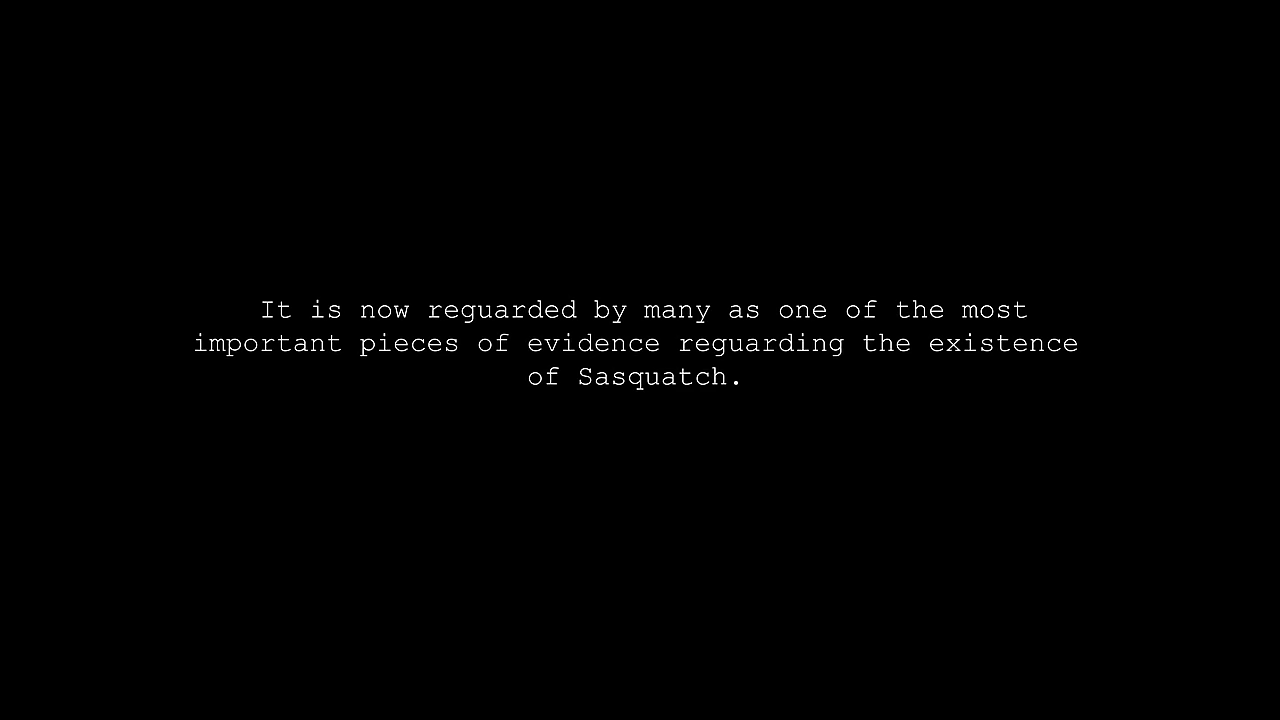 It is now reguarded by many as one of the most
important pieces of evidence reguarding the existence
of Sasquatch.